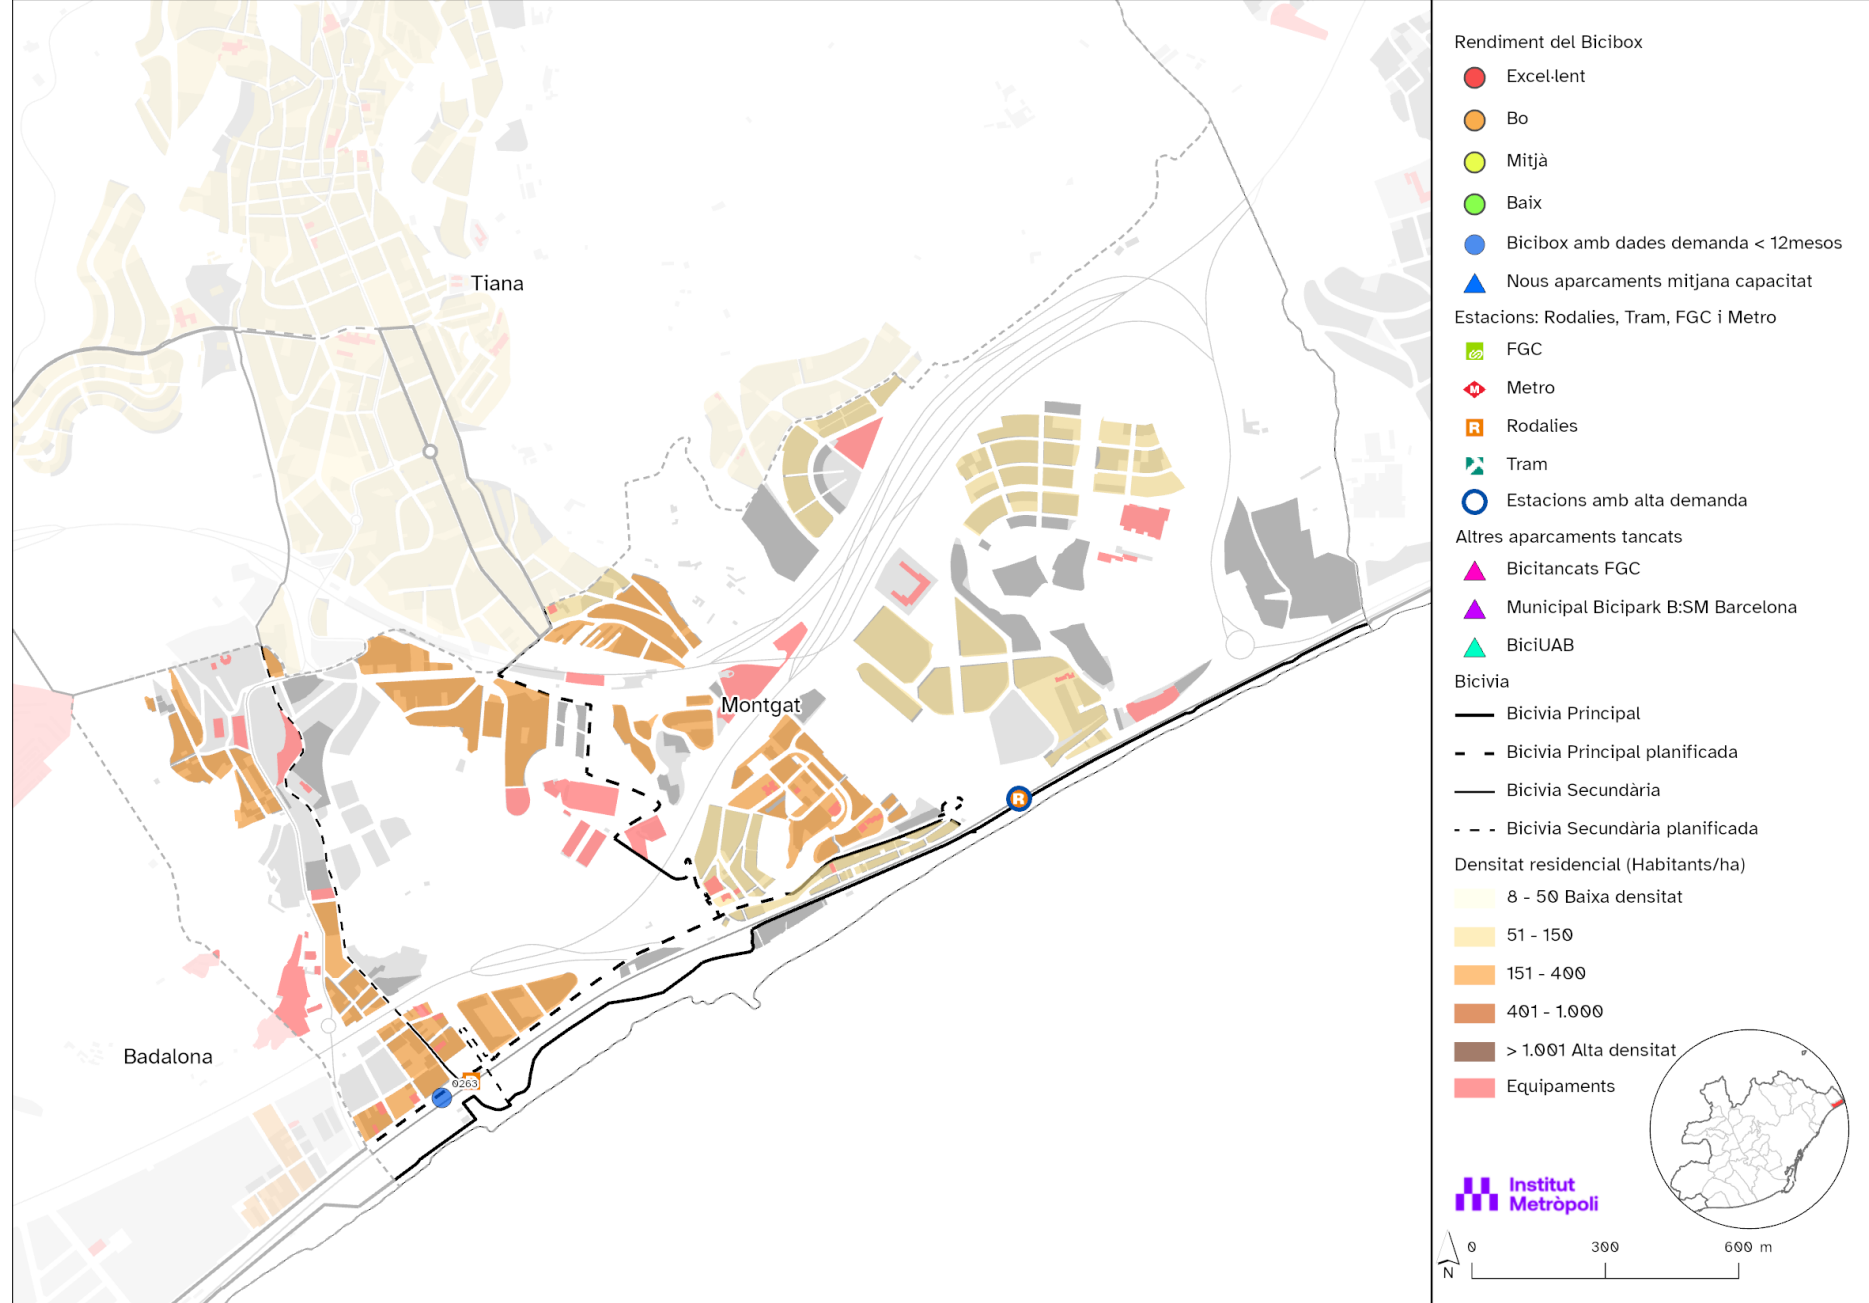 Tiana
Montgat
Badalona
0263
R
Rendiment del Bicibox
Excel·lent
Bo
Mitjà
Baix
Bicibox amb dades demanda < 12mesos
Nous aparcaments mitjana capacitat
Estacions: Rodalies, Tram, FGC i Metro
FGC
M Metro
R Rodalies
Tram
Estacions amb alta demanda
Altres aparcaments tancats
Bicitancats FGC
Municipal Bicipark B:SM Barcelona
BiciUAB
Bicivia
Bicivia Principal
Bicivia Principal planificada
Bicivia Secundària
Bicivia Secundària planificada
Densitat residencial (Habitants/ha)
8 - 50 Baixa densitat
51 - 150
151 - 400
401 - 1.000
> 1.001 Alta densitat
Equipaments
Institut
Metròpoli
0 300 600 m
N